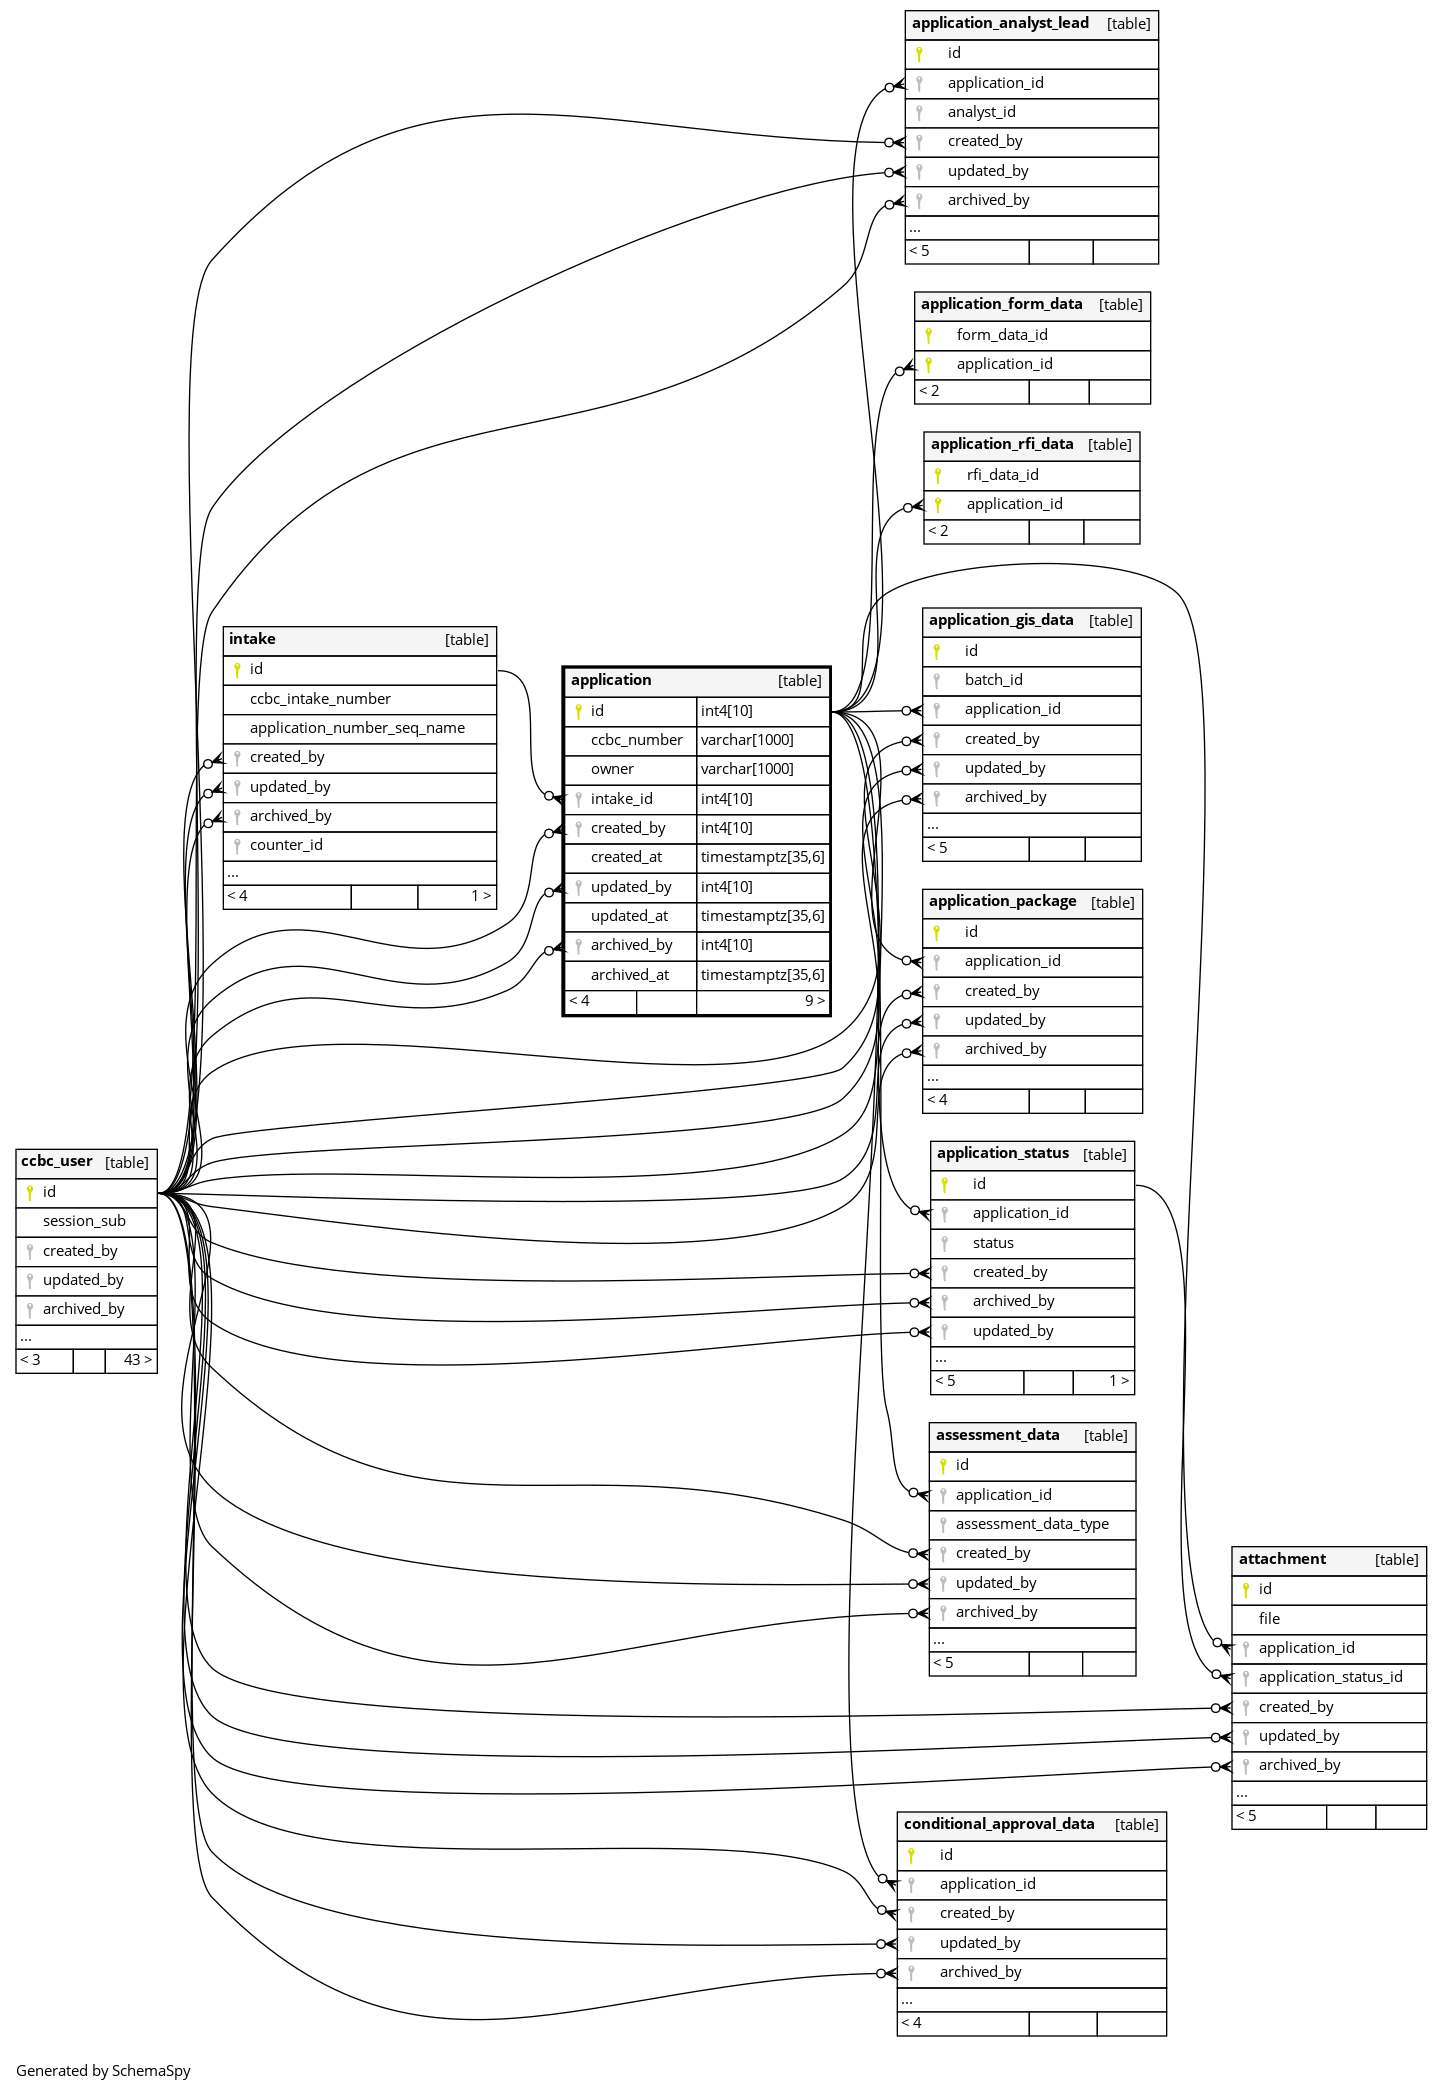 application_analyst_lead [table]
id
application_id
analyst_id
created_by
updated_by
archived_by
...
< 5
application_form_data [table]
form_data_id
application_id
< 2
application_rfi_data [table]
rfi_data_id
application_id
< 2
intake [table]
id
ccbc_intake_number
application_number_seq_name
created_by
updated_by
archived_by
counter_id
...
< 4 1 >
application [table]
id int4[10]
ccbc_number varchar[1000]
owner varchar[1000]
intake_id int4[10]
created_by int4[10]
created_at timestamptz[35,6]
updated_by int4[10]
updated_at timestamptz[35,6]
archived_by int4[10]
archived_at timestamptz[35,6]
< 4 9 >
application_gis_data [table]
id
batch_id
application_id
created_by
updated_by
archived_by
...
< 5
application_package [table]
id
application_id
created_by
updated_by
archived_by
...
< 4
ccbc_user [table]
id
session_sub
created_by
updated_by
archived_by
...
< 3 43 >
application_status [table]
id
application_id
status
created_by
archived_by
updated_by
...
< 5 1 >
assessment_data [table]
id
application_id
assessment_data_type
created_by
updated_by
archived_by
...
< 5
attachment [table]
id
file
application_id
application_status_id
created_by
updated_by
archived_by
...
< 5
conditional_approval_data [table]
id
application_id
created_by
updated_by
archived_by
...
< 4
Generated by SchemaSpy